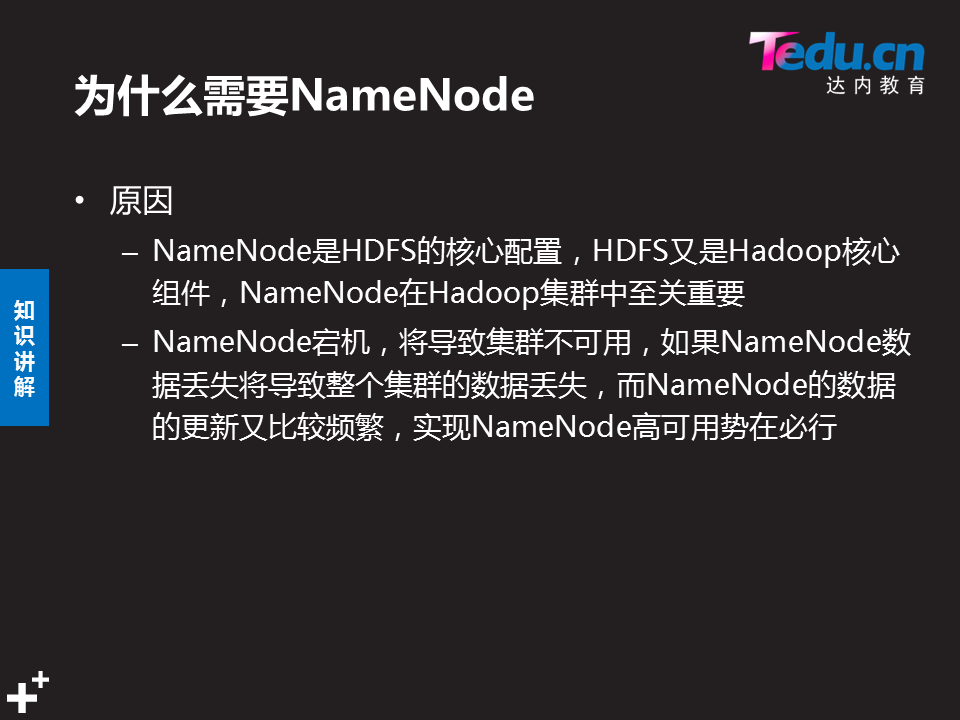 Tedu.cn
达内教育
为什么需要NameNode
• 原因
– NameNode是HDFS的核心配置，HDFS又是Hadoop核心
组件，NameNode在Hadoop集群中至关重要
– NameNode宕机，将导致集群不可用，如果NameNode数
据丢失将导致整个集群的数据丢失，而NameNode的数据
的更新又比较频繁，实现NameNode高可用势在必行
知
识
讲
解